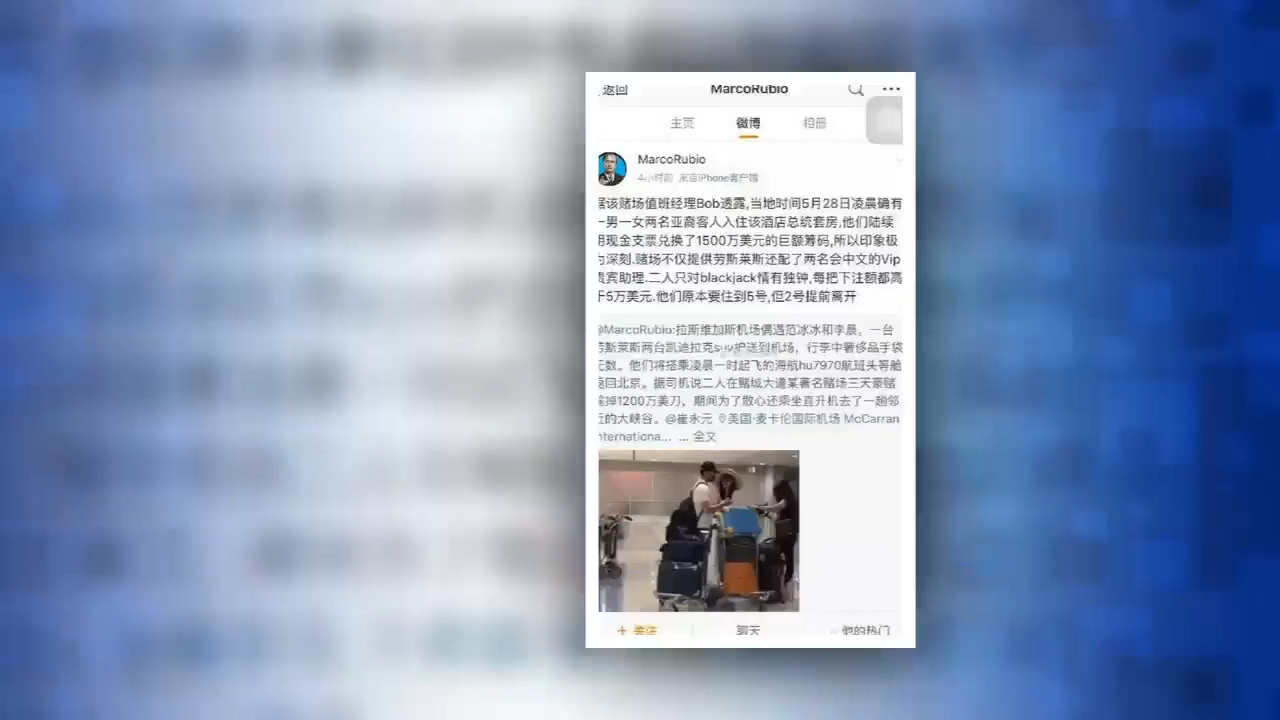 返回
MarcoRubio
主页 微博 相册
MarcoRubio
4小时前 来自iPhone客户端
据该赌场值班经理Bob透露,当地时间5月28日凌晨确有
一男一女两名亚裔客人入住该酒店总统套房,他们陆续
用现金支票兑换了1500万美元的巨额筹码,所以印象极
为深刻.赌场不仅提供劳斯莱斯还配了两名会中文的Vip
贵宾助理.二人只对blackjack情有独钟,每把下注额都高
于5万美元.他们原本要住到5号,但2号提前离开
@MarcoRubio:拉斯维加斯机场偶遇范冰冰和李晨，一台
劳斯莱斯两台凯迪拉克suv护送到机场，行李中奢侈品手袋
无数。他们将搭乘凌晨一时起飞的海航hu7970航班头等舱
返回北京。据司机说二人在赌城大道某著名赌场三天豪赌
输掉1200万美刀，期间为了散心还乘坐直升机去了一趟邻
近的大峡谷。@崔永元 美国·麦卡伦国际机场 McCarran
Internationa... ... 全文
+ 关注 聊天 他的热门